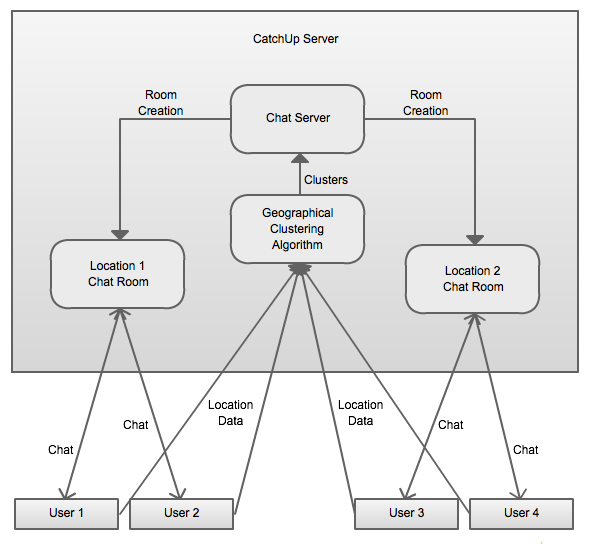 CatchUp Server
Room
Creation
Room
Creation
Chat Server
Clusters
Geographical
Clustering
Algorithm
Location 1
Chat Room
Location 2
Chat Room
Location
Data
Location
Data
Chat
Chat
Chat
Chat
User 1
User 2
User 3
User 4